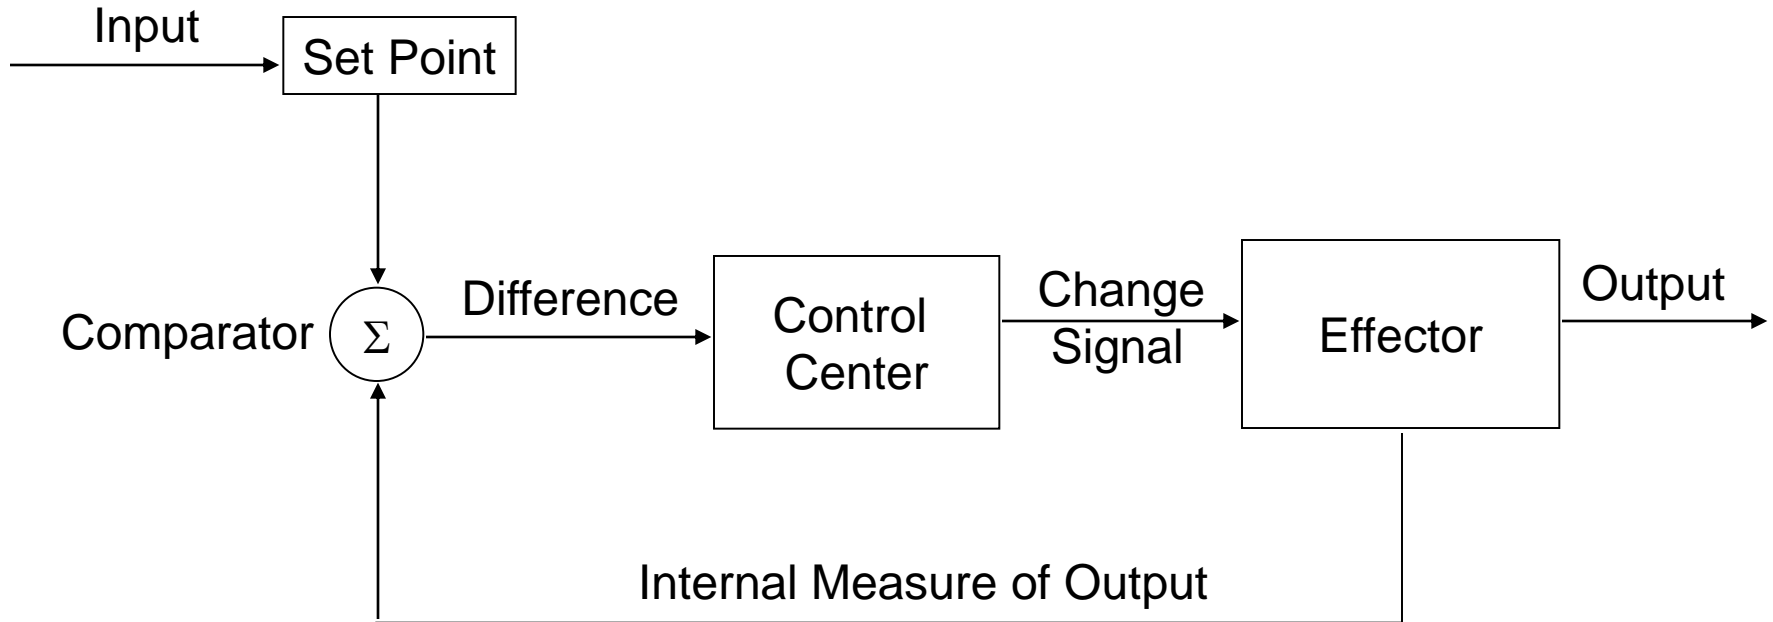 Input
Set Point
Comparator
Σ
Difference
Control
Center
Change
Signal
Effector
Output
Internal Measure of Output